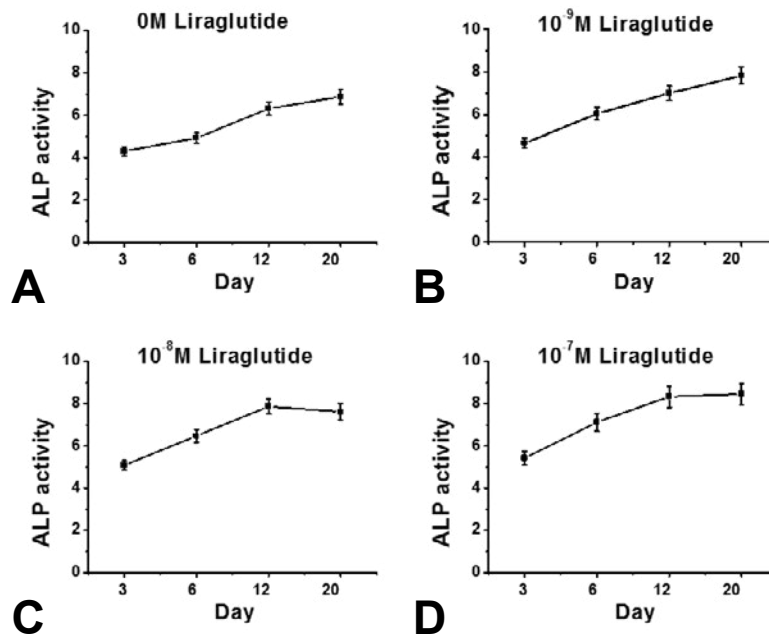 0M Liraglutide
10
8
6
4
2
0
ALP activity
3 6 12 20
Day
A
10⁻⁹M Liraglutide
10
8
6
4
2
0
ALP activity
3 6 12 20
Day
B
10⁻⁸M Liraglutide
10
8
6
4
2
0
ALP activity
3 6 12 20
Day
C
10⁻⁷M Liraglutide
10
8
6
4
2
0
ALP activity
3 6 12 20
Day
D